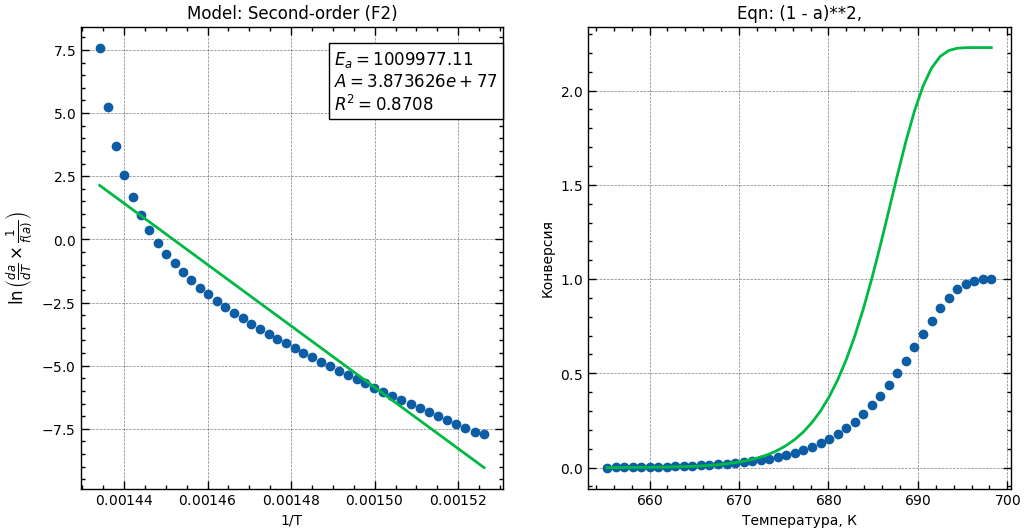 Model: Second-order (F2)
E_a = 1009977.11
A = 3.873626e + 77
R² = 0.8708
7.5
5.0
2.5
0.0
−2.5
−5.0
−7.5
ln (da/dT × 1/f(a))
0.00144 0.00146 0.00148 0.00150 0.00152
1/T
Eqn: (1 - a)**2,
2.0
1.5
1.0
0.5
0.0
Конверсия
660 670 680 690 700
Температура, К